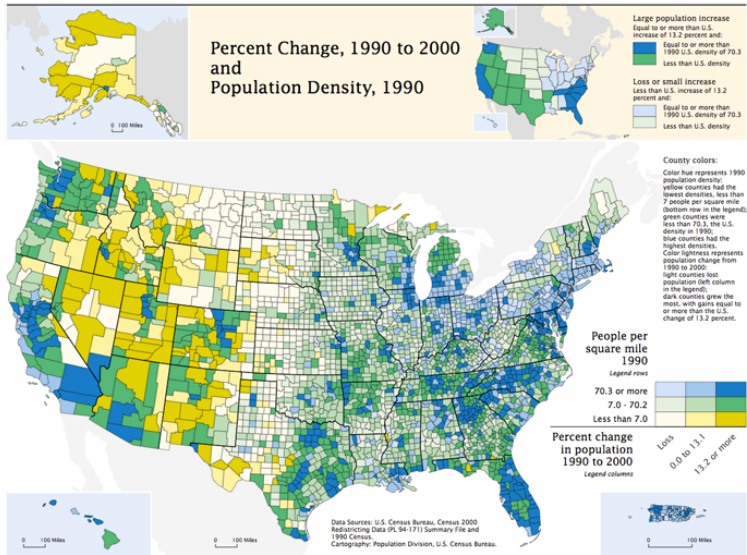 Percent Change, 1990 to 2000
and
Population Density, 1990
Large population increase
Equal to or more than U.S.
increase of 13.2 percent and:
Equal to or more than
1990 U.S. density of 70.3
Less than U.S. density
Loss or small increase
Less than U.S. increase of 13.2
percent and:
Equal to or more than
1990 U.S. density of 70.3
Less than U.S. density
0 100 Miles
County colors:
Color hue represents 1990
population density:
yellow counties had the
lowest densities, less than
7 people per square mile
(bottom row in the legend);
green counties were
less than 70.3, the U.S.
density in 1990;
blue counties had the
highest densities.
Color lightness represents
population change from
1990 to 2000:
light counties lost
population (left column
in the legend);
dark counties grew the
most, with gains equal to
or more than the U.S.
change of 13.2 percent.
People per
square mile
1990
Legend rows
70.3 or more
7.0 - 70.2
Less than 7.0
Percent change
in population
1990 to 2000
Legend columns
Loss
0.0 to 13.1
13.2 or more
Data Sources: U.S. Census Bureau, Census 2000
Redistricting Data (PL 94-171) Summary File and
1990 Census.
Cartography: Population Division, U.S. Census Bureau.
0 100 Miles
0 100 Miles
0 100 Miles